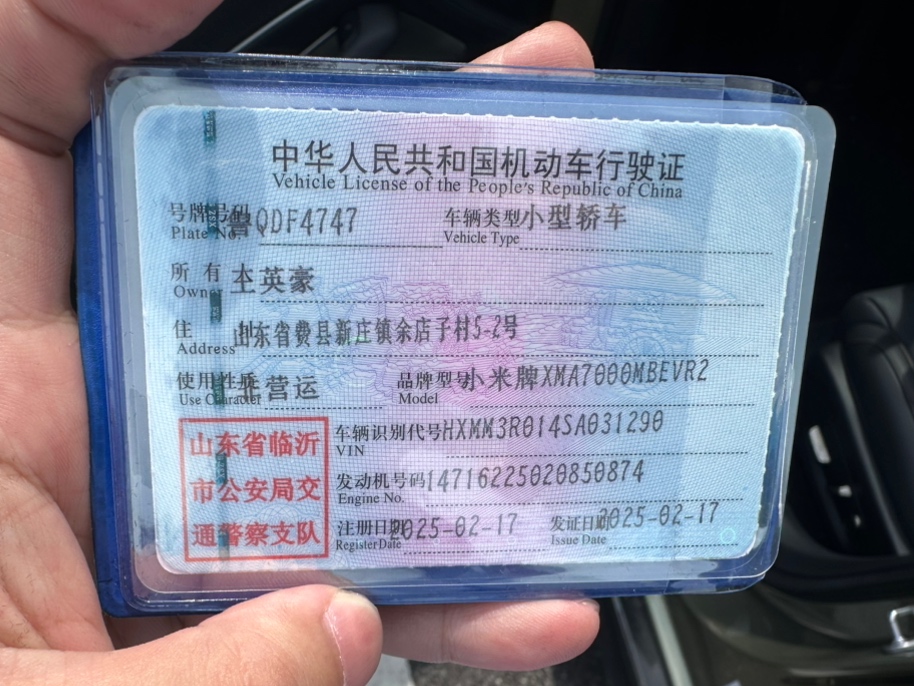 中华人民共和国机动车行驶证
Vehicle License of the People's Republic of China
号牌号码 鲁QDF4747 车辆类型 小型轿车
Plate No. Vehicle Type
所有 英豪
Owner
住 山东省费县新庄镇余店子村5-2号
Address
使用性质 营运 品牌型号 小米牌XMA7000MBEVR2
Use Character Model
山东省临沂 车辆识别代号 HXMM3R014SA031290
VIN
市公安局交 发动机号码 14716225020850874
Engine No.
通警察支队 注册日期 2025-02-17 发证日期 2025-02-17
Register Date Issue Date